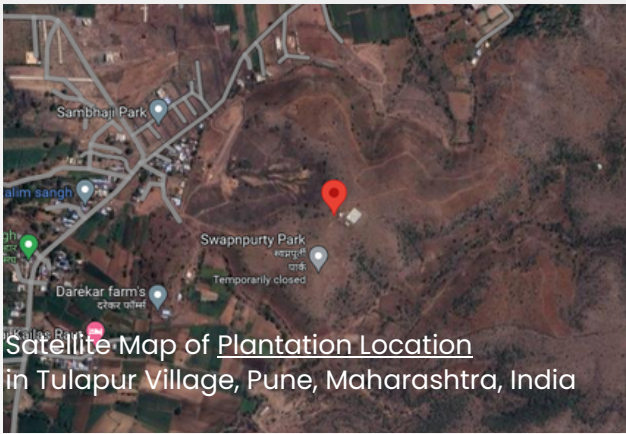 Sambhaji Park
alim sangh
Swapnpurty Park
स्वप्नपूर्ती
पार्क
Temporarily closed
Darekar farm's
दरेकर फॉर्म्स
Kailas
Satellite Map of Plantation Location
in Tulapur Village, Pune, Maharashtra, India